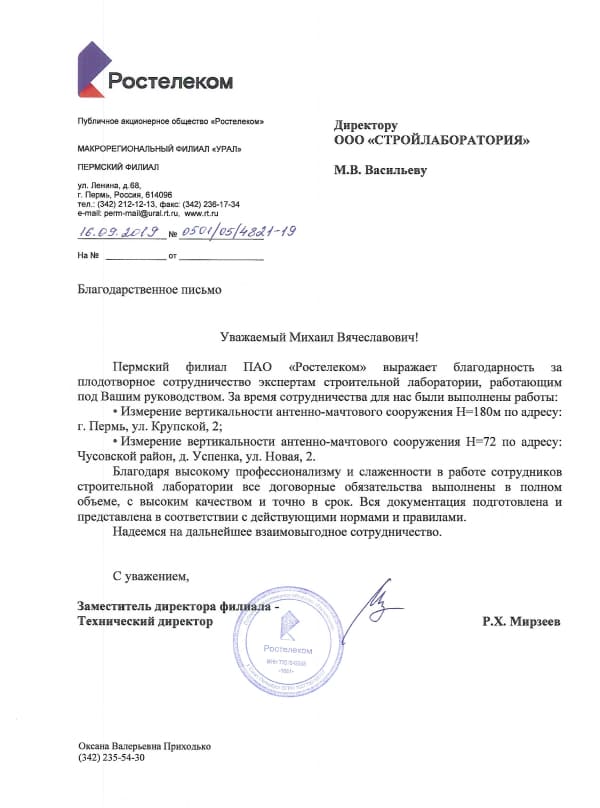 Ростелеком
Публичное акционерное общество «Ростелеком»
МАКРОРЕГИОНАЛЬНЫЙ ФИЛИАЛ «УРАЛ»
ПЕРМСКИЙ ФИЛИАЛ
ул. Ленина, д.68,
г. Пермь, Россия, 614096
тел.: (342) 212-12-13, факс: (342) 236-17-34
e-mail: perm-mail@ural.rt.ru, www.rt.ru
16.09.2019 № 0501/05/4821-19
На № от
Директору
ООО «СТРОЙЛАБОРАТОРИЯ»
М.В. Васильеву
Благодарственное письмо
Уважаемый Михаил Вячеславович!
Пермский филиал ПАО «Ростелеком» выражает благодарность за
плодотворное сотрудничество экспертам строительной лаборатории, работающим
под Вашим руководством. За время сотрудничества для нас были выполнены работы:
• Измерение вертикальности антенно-мачтового сооружения Н=180м по адресу:
г. Пермь, ул. Крупской, 2;
• Измерение вертикальности антенно-мачтового сооружения Н=72 по адресу:
Чусовской район, д. Успенка, ул. Новая, 2.
Благодаря высокому профессионализму и слаженности в работе сотрудников
строительной лаборатории все договорные обязательства выполнены в полном
объеме, с высоким качеством и точно в срок. Вся документация подготовлена и
представлена в соответствии с действующими нормами и правилами.
Надеемся на дальнейшее взаимовыгодное сотрудничество.
С уважением,
Заместитель директора филиала -
Технический директор
Р.Х. Мирзеев
Ростелеком
Оксана Валерьевна Приходько
(342) 235-54-30